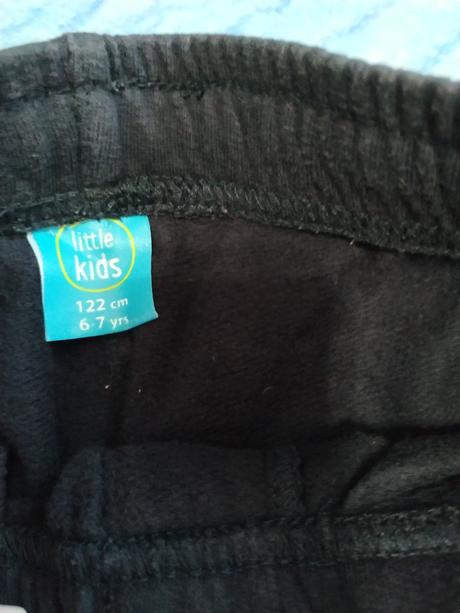 little
kids
122 cm
6-7 yrs